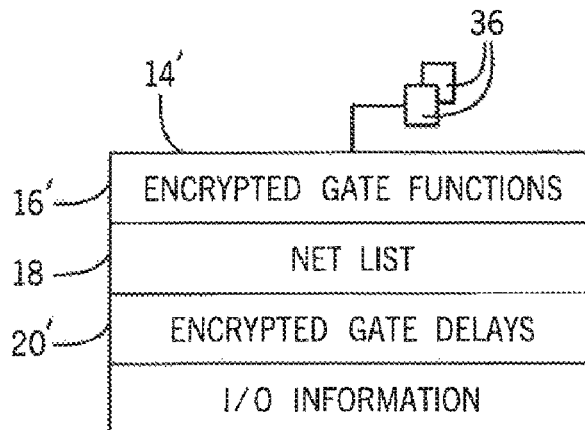 36
14'
16' ENCRYPTED GATE FUNCTIONS
18 NET LIST
20' ENCRYPTED GATE DELAYS
I/O INFORMATION